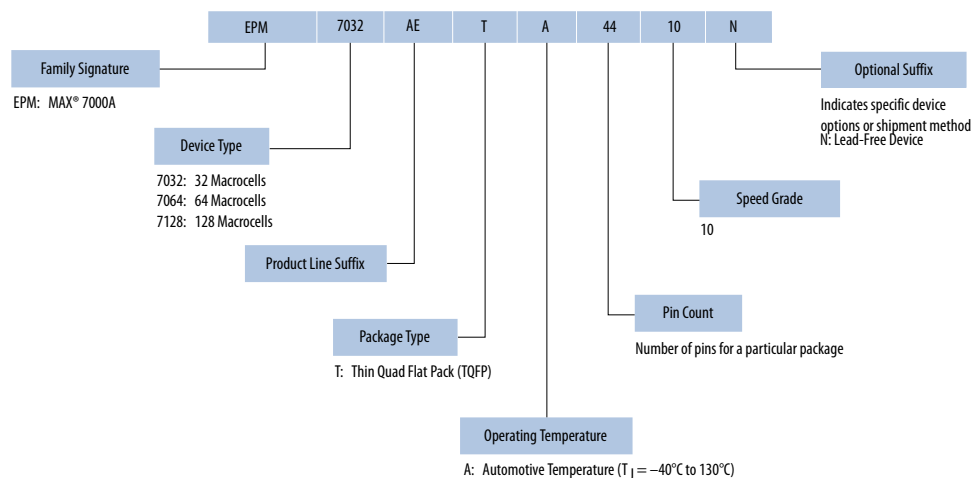 EPM 7032 AE T A 44 10 N
Family Signature
EPM: MAX® 7000A
Optional Suffix
Indicates specific device
options or shipment method
N: Lead-Free Device
Device Type
7032: 32 Macrocells
7064: 64 Macrocells
7128: 128 Macrocells
Speed Grade
10
Product Line Suffix
Pin Count
Number of pins for a particular package
Package Type
T: Thin Quad Flat Pack (TQFP)
Operating Temperature
A: Automotive Temperature (T J = −40°C to 130°C)